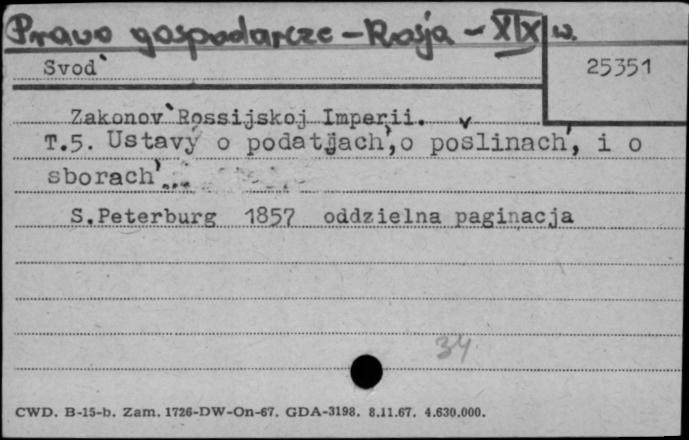 Prawo gospodarcze - Rosja - XIX w.
Svod` 25351
Zakonov`Rossijskoj Imperii. v
T.5. Ustavy o podatjach,o poślinach, i o
sborach`...
S.Peterburg 1857 oddzielna paginacja
34
CWD. B-15-b. Zam. 1726-DW-On-67. GDA-3198. 8.11.67. 4.630.000.